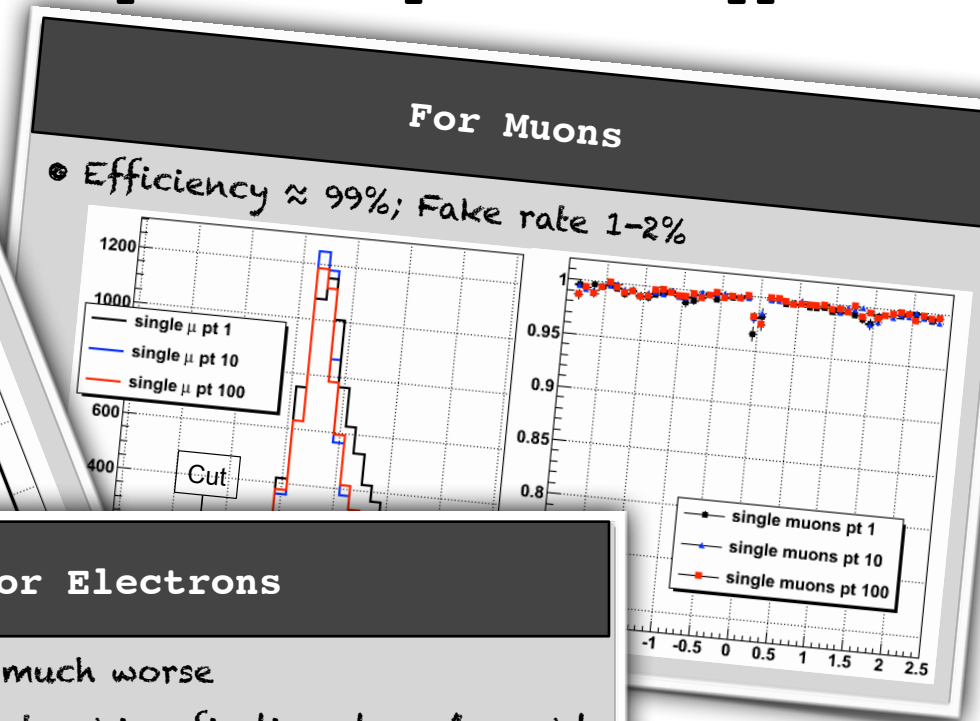 For Muons
Efficiency ≈ 99%; Fake rate 1-2%
1200
1000
single μ pt 1
single μ pt 10
single μ pt 100
600
400
Cut
1
0.95
0.9
0.85
0.8
single muons pt 1
single muons pt 10
single muons pt 100
-1 -0.5 0 0.5 1 1.5 2 2.5
Electrons
much worse